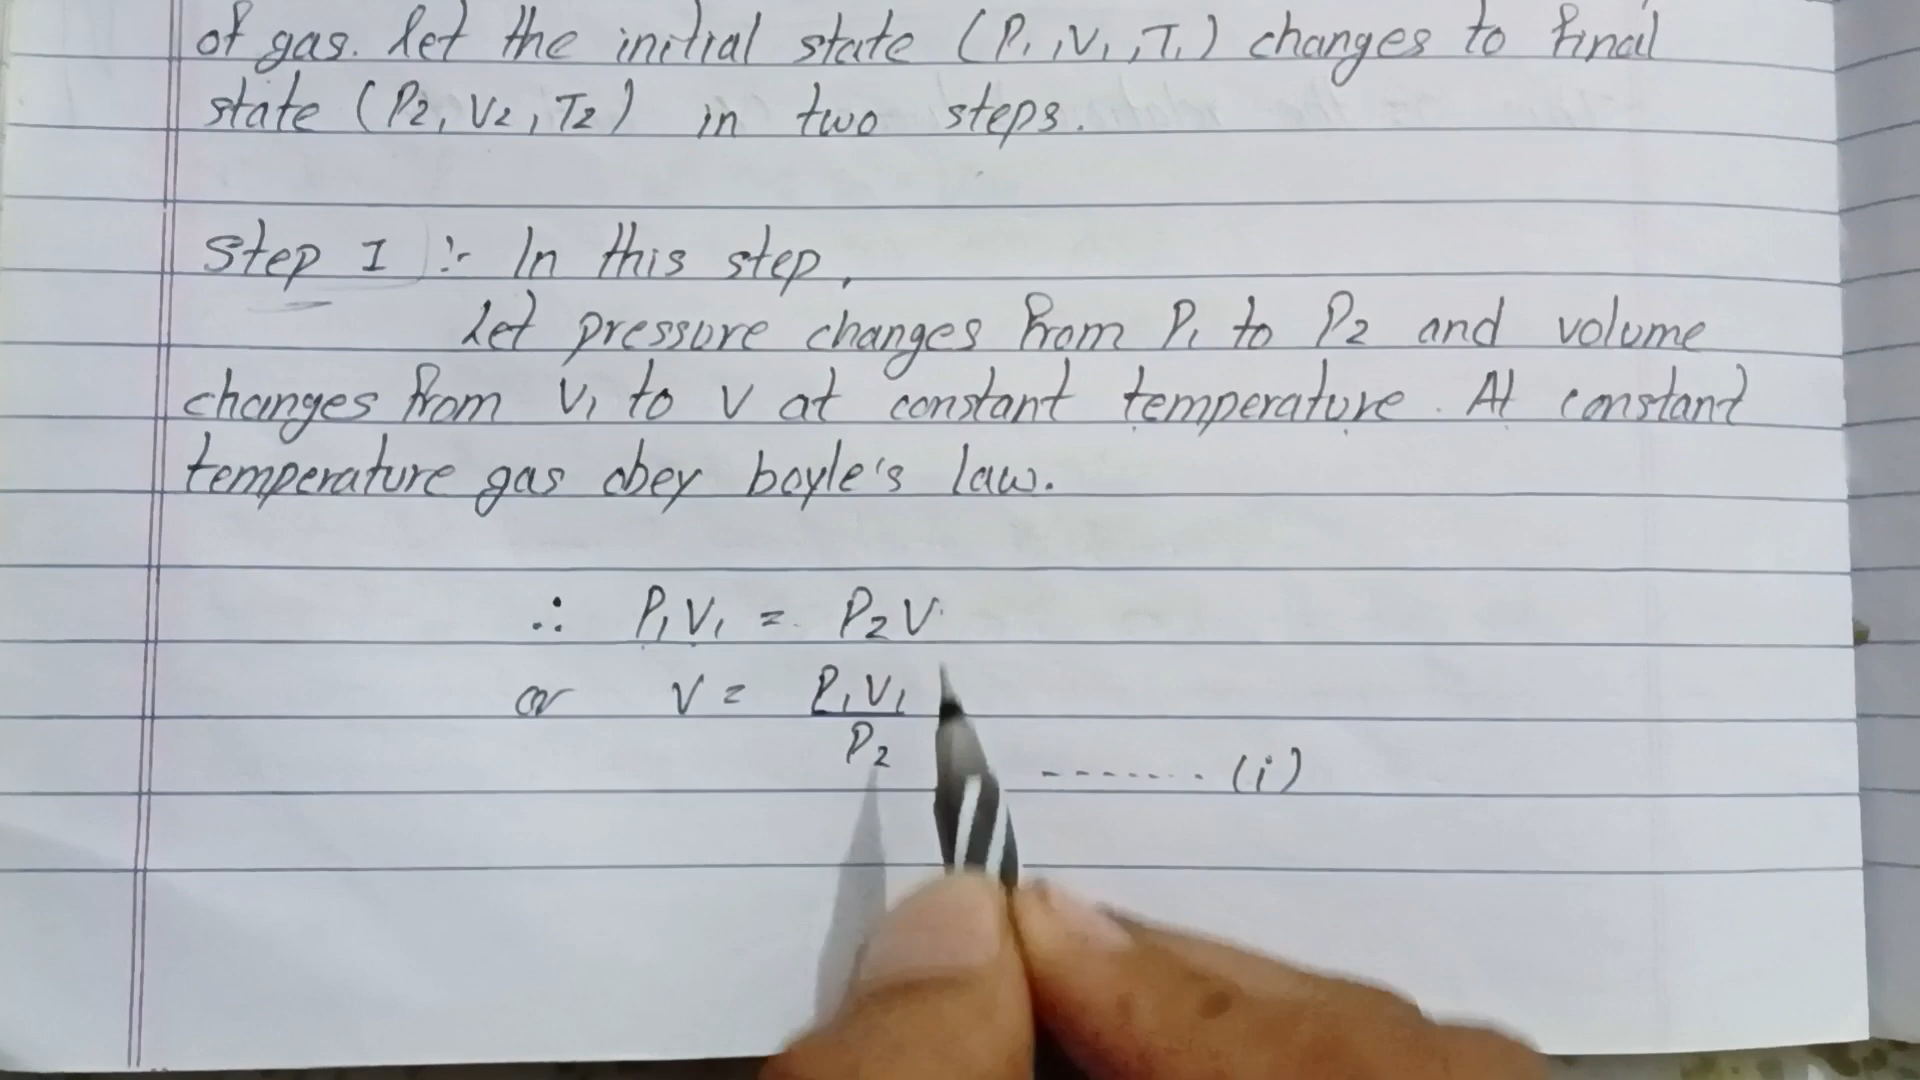 of gas. Let the initial state (P₁, V₁, T₁) changes to final
state (P₂, V₂, T₂) in two steps.
Step I :- In this step,
Let pressure changes from P₁ to P₂ and volume
changes from V₁ to V at constant temperature. At constant
temperature gas obey boyle's law.
∴ P₁V₁ = P₂V
or V = P₁V₁
P₂ ....... (i)